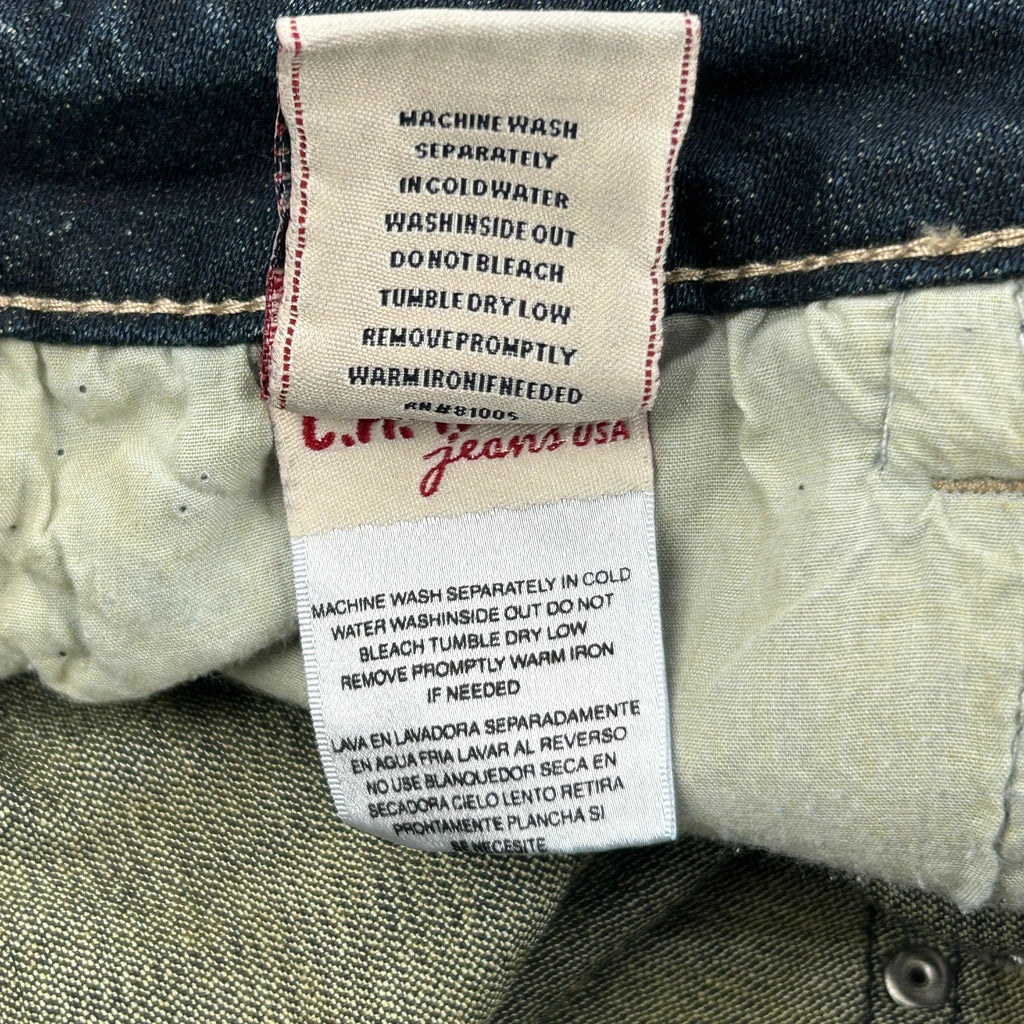 MACHINE WASH
SEPARATELY
IN COLD WATER
WASH INSIDE OUT
DO NOT BLEACH
TUMBLE DRY LOW
REMOVE PROMPTLY
WARM IRON IF NEEDED
RN#81005
jeans USA
MACHINE WASH SEPARATELY IN COLD
WATER WASHINSIDE OUT DO NOT
BLEACH TUMBLE DRY LOW
REMOVE PROMPTLY WARM IRON
IF NEEDED
LAVA EN LAVADORA SEPARADAMENTE
EN AGUA FRIA LAVAR AL REVERSO
NO USE BLANQUEDOR SECA EN
SECADORA CIELO LENTO RETIRA
PRONTAMENTE PLANCHA SI
SE NECESITE